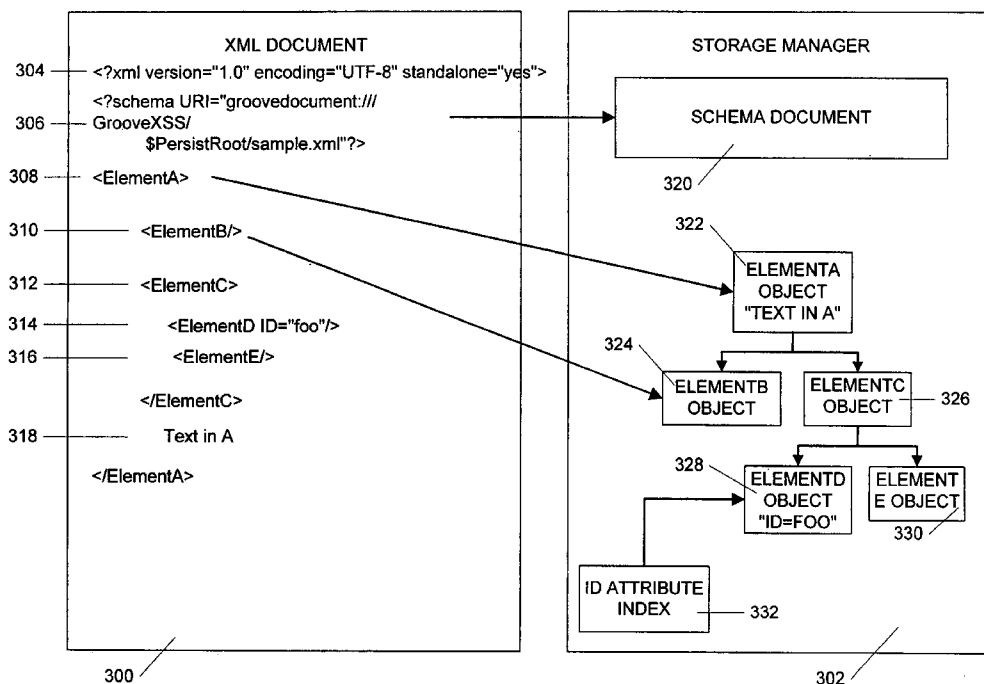 XML DOCUMENT
304
<?xml version="1.0" encoding="UTF-8" standalone="yes">
306
<?schema URI="groovedocument:///
GrooveXSS/
$PersistRoot/sample.xml"?>
308
<ElementA>
310
<ElementB/>
312
<ElementC>
314
<ElementD ID="foo"/>
316
<ElementE/>
</ElementC>
318
Text in A
</ElementA>
300
STORAGE MANAGER
SCHEMA DOCUMENT
320
322
ELEMENTA
OBJECT
"TEXT IN A"
324
ELEMENTB
OBJECT
ELEMENTC
OBJECT
326
328
ELEMENTD
OBJECT
"ID=FOO"
ELEMENT
E OBJECT
330
ID ATTRIBUTE
INDEX
332
302